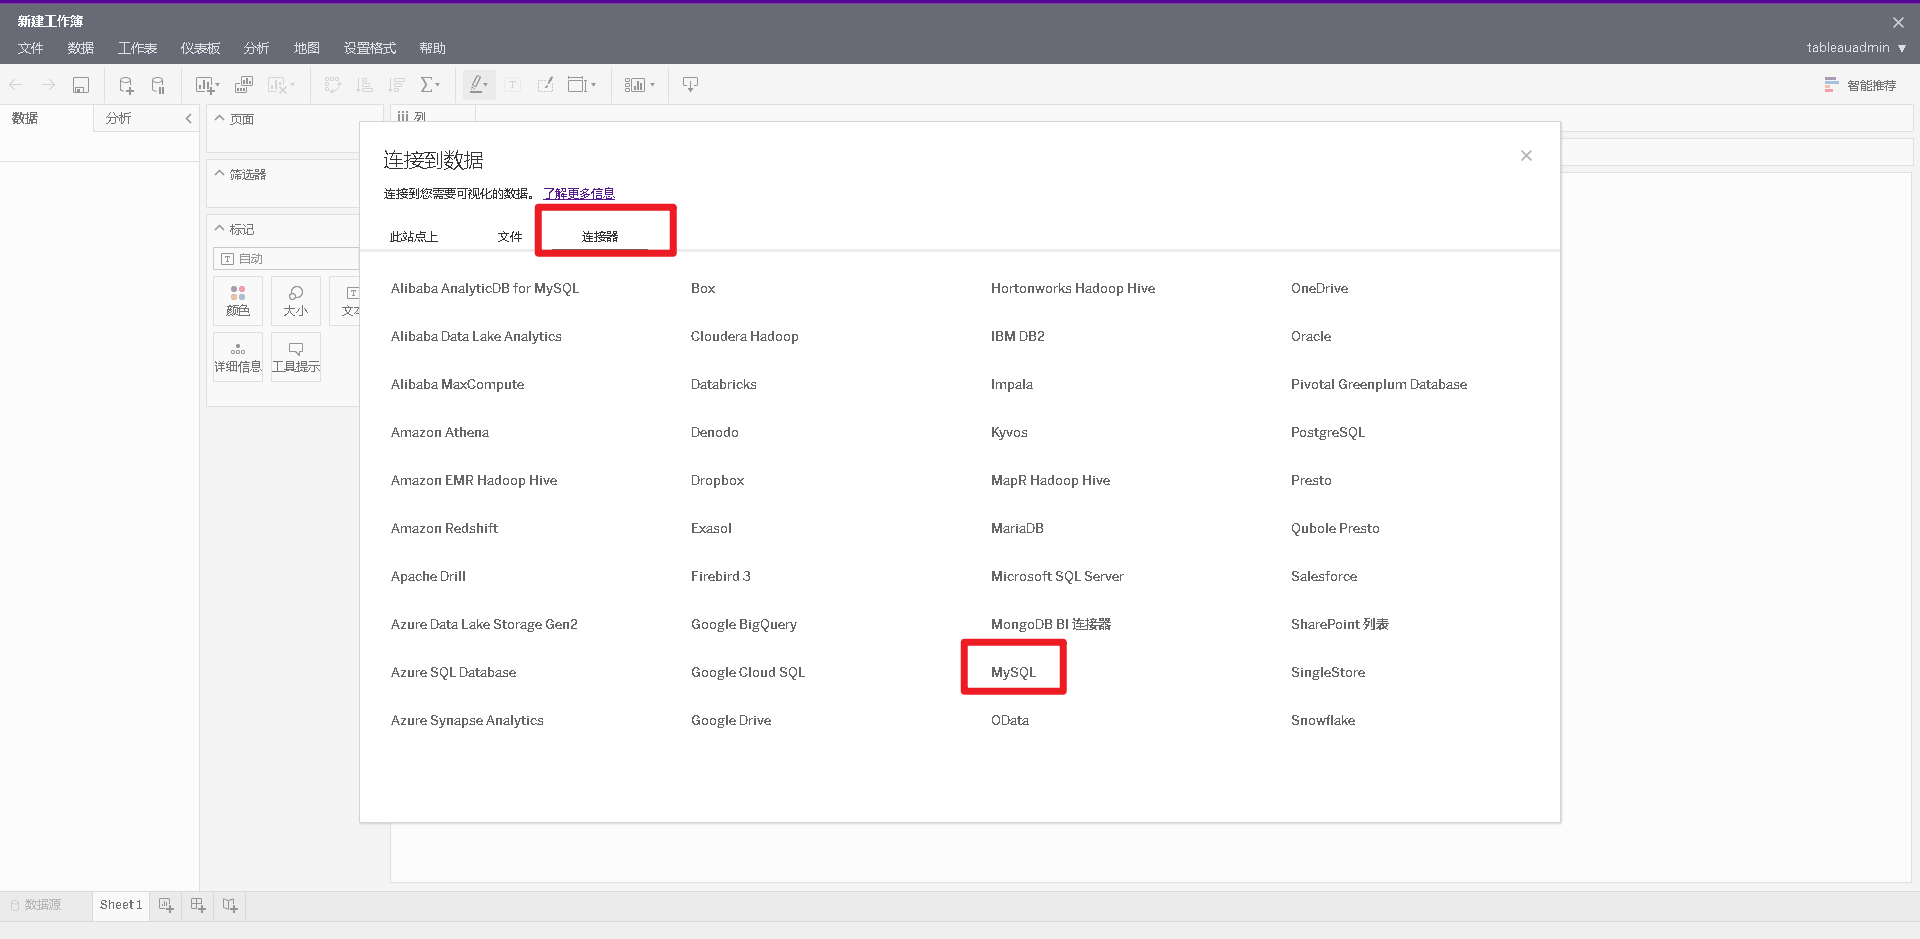 新建工作簿
文件 数据 工作表 仪表板 分析 地图 设置格式 帮助
tableauadmin
智能推荐
数据 分析
页面
iii 列
筛选器
标记
自动
颜色 大小
详细信息 工具提示
连接到数据
连接到您需要可视化的数据。 了解更多信息
此站点上 文件 连接器
Alibaba AnalyticDB for MySQL Box Hortonworks Hadoop Hive OneDrive
Alibaba Data Lake Analytics Cloudera Hadoop IBM DB2 Oracle
Alibaba MaxCompute Databricks Impala Pivotal Greenplum Database
Amazon Athena Denodo Kyvos PostgreSQL
Amazon EMR Hadoop Hive Dropbox MapR Hadoop Hive Presto
Amazon Redshift Exasol MariaDB Qubole Presto
Apache Drill Firebird 3 Microsoft SQL Server Salesforce
Azure Data Lake Storage Gen2 Google BigQuery MongoDB BI 连接器 SharePoint 列表
Azure SQL Database Google Cloud SQL MySQL SingleStore
Azure Synapse Analytics Google Drive OData Snowflake
数据源 Sheet 1